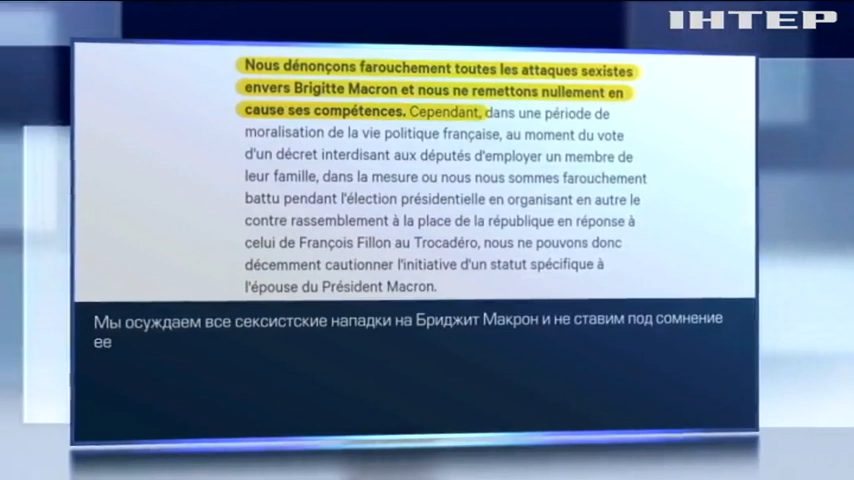 ІНТЕР
Nous dénonçons farouchement toutes les attaques sexistes
envers Brigitte Macron et nous ne remettons nullement en
cause ses compétences. Cependant, dans une période de
moralisation de la vie politique française, au moment du vote
d'un décret interdisant aux députés d'employer un membre de
leur famille, dans la mesure ou nous nous sommes farouchement
battu pendant l'élection présidentielle en organisant en autre le
contre rassemblement à la place de la république en réponse à
celui de François Fillon au Trocadéro, nous ne pouvons donc
décemment cautionner l'initiative d'un statut spécifique à
l'épouse du Président Macron.
Мы осуждаем все сексистские нападки на Бриджит Макрон и не ставим под сомнение
ее